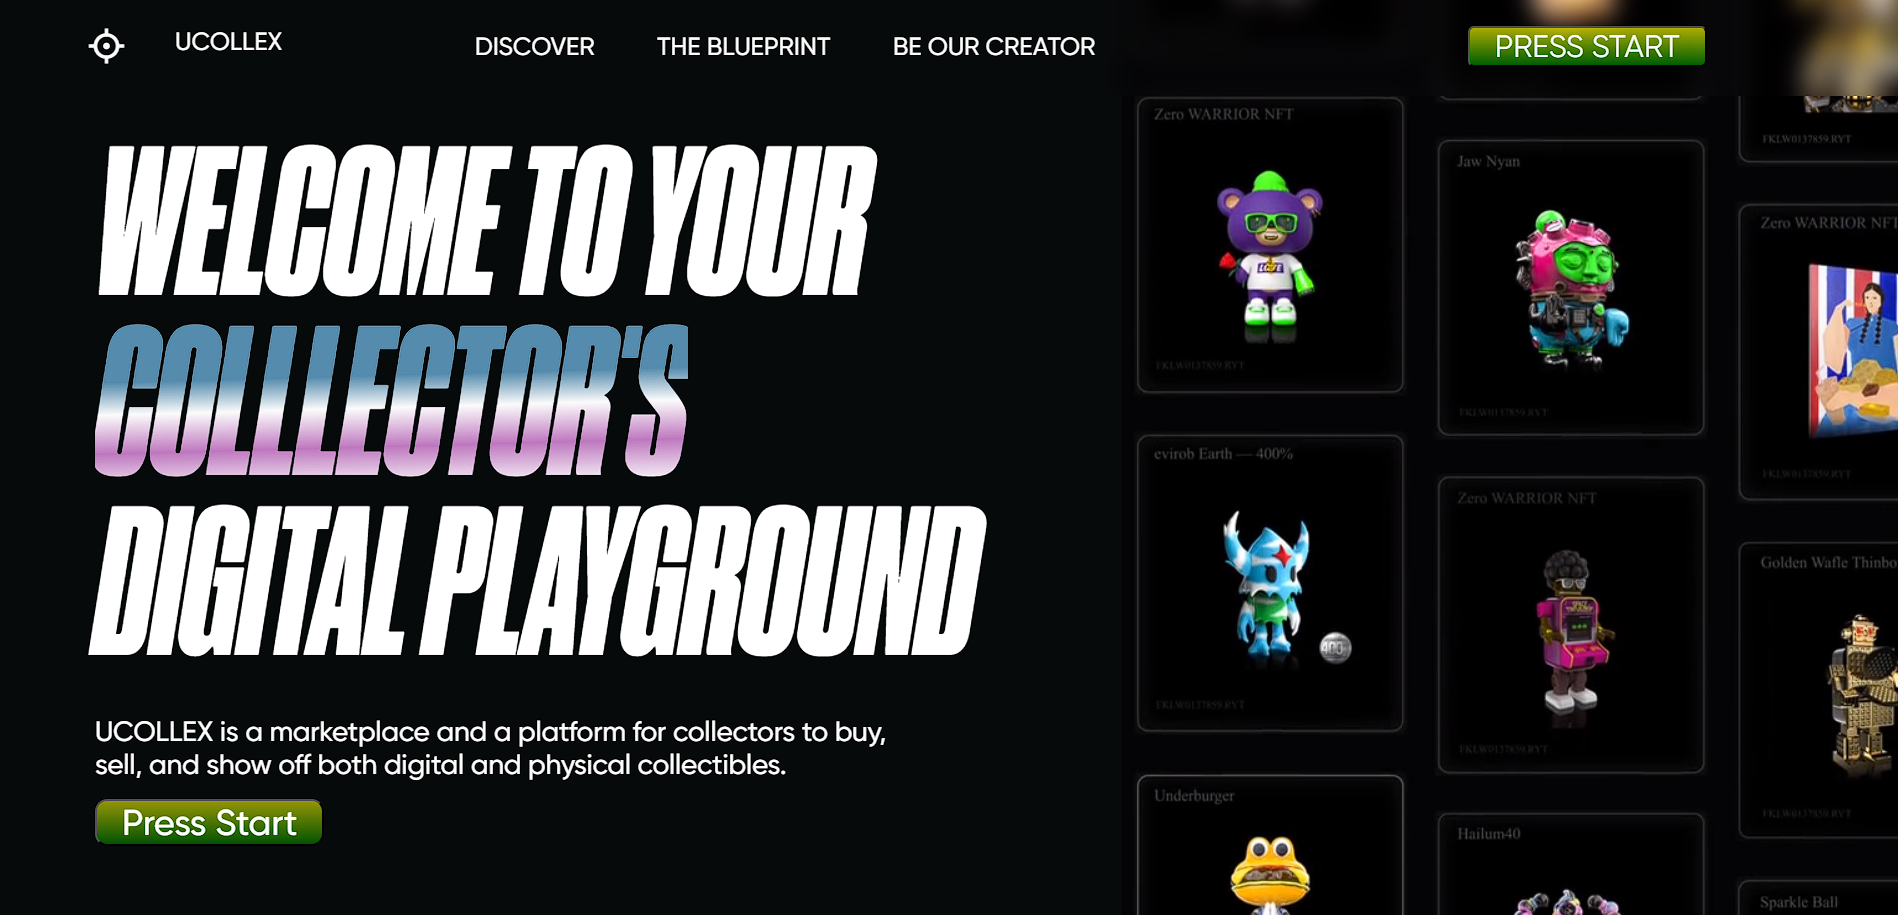 UCOLLEX
DISCOVER
THE BLUEPRINT
BE OUR CREATOR
PRESS START
WELCOME TO YOUR
COLLLECTOR'S
DIGITAL PLAYGROUND
UCOLLEX is a marketplace and a platform for collectors to buy,
sell, and show off both digital and physical collectibles.
Press Start
Zero WARRIOR NFT
LOVE
FKLW0137859.RYT
evirob Earth — 400%
400%
FKLW0137859.RYT
Underburger
Jaw Nyan
FKLW0137859.RYT
Zero WARRIOR NFT
FKLW0137859.RYT
Hailum40
FKLW0137859.RYT
Zero WARRIOR NFT
FKLW0137859.RYT
Golden Wafle Thinbo
FKLW0137859.RYT
Sparkle Ball